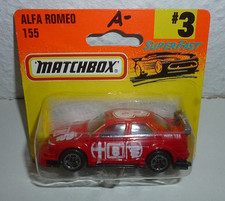 ALFA ROMEO
155
A-
#3
SUPERFAST
MATCHBOX